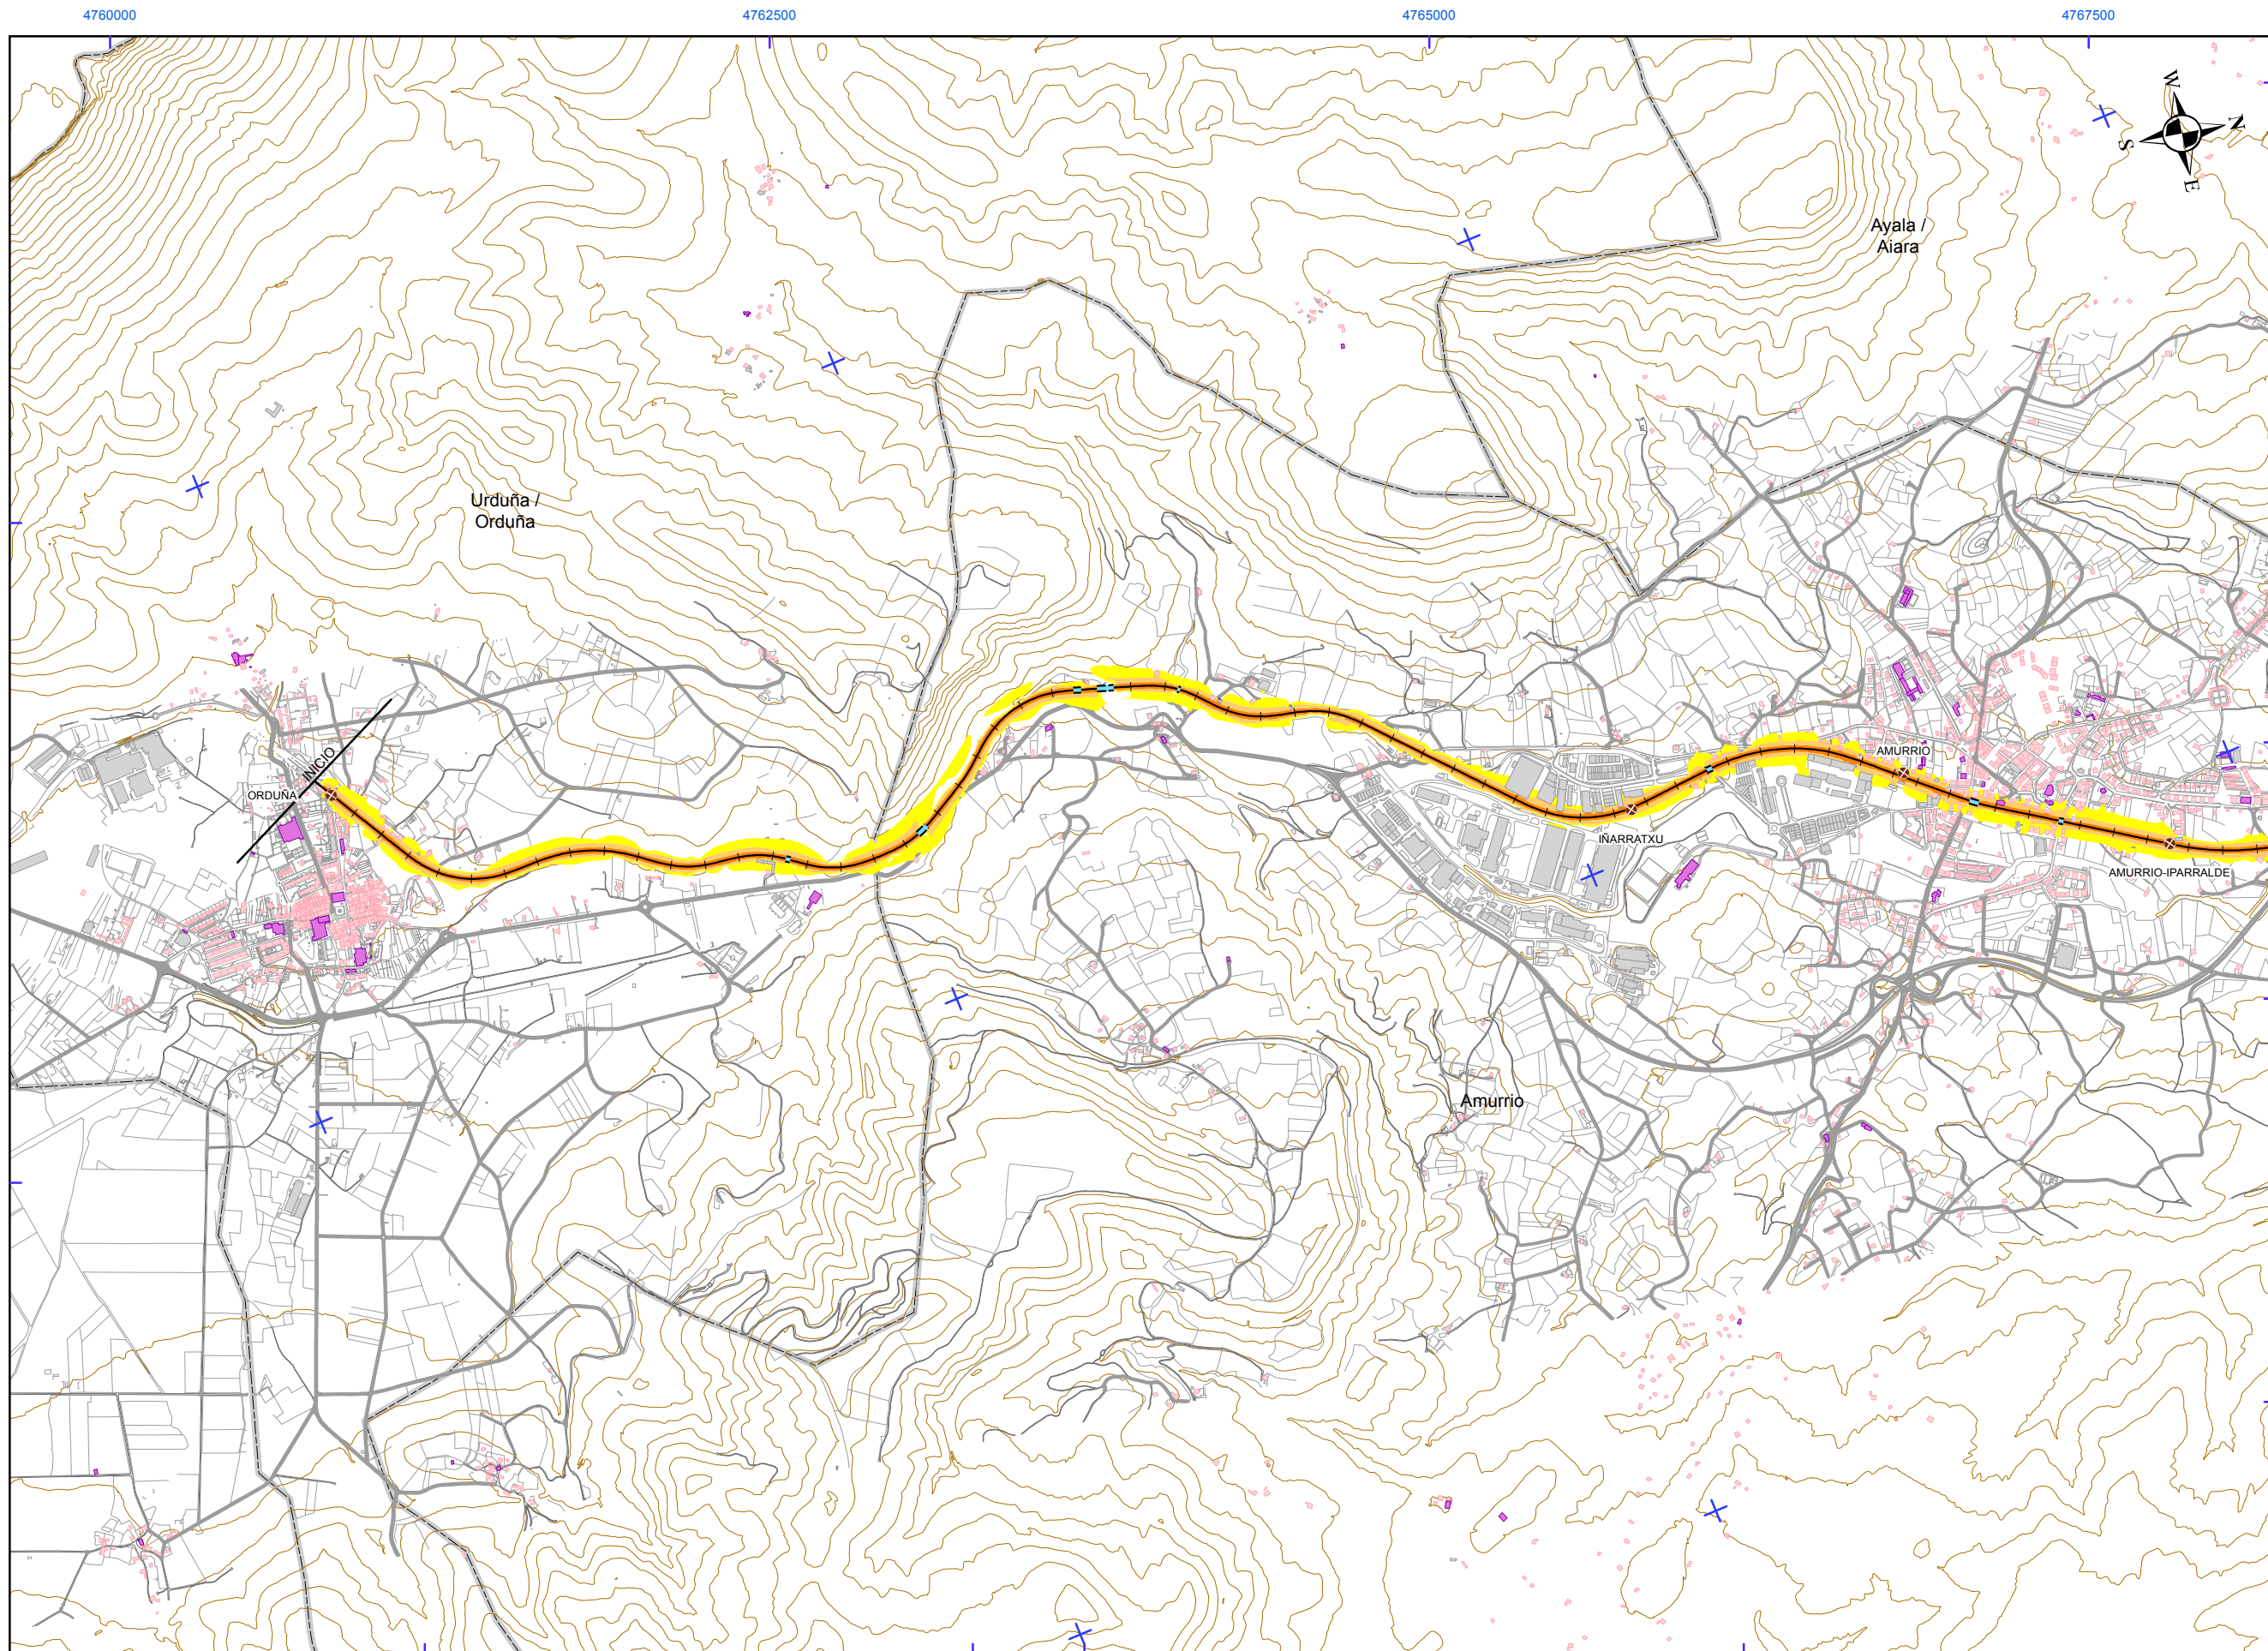 4760000
4762500
4765000
4767500
W
N
S
E
Ayala /
Aiara
Urduña /
Orduña
INICIO
ORDUÑA
AMURRIO
IÑARRATXU
AMURRIO-IPARRALDE
Amurrio